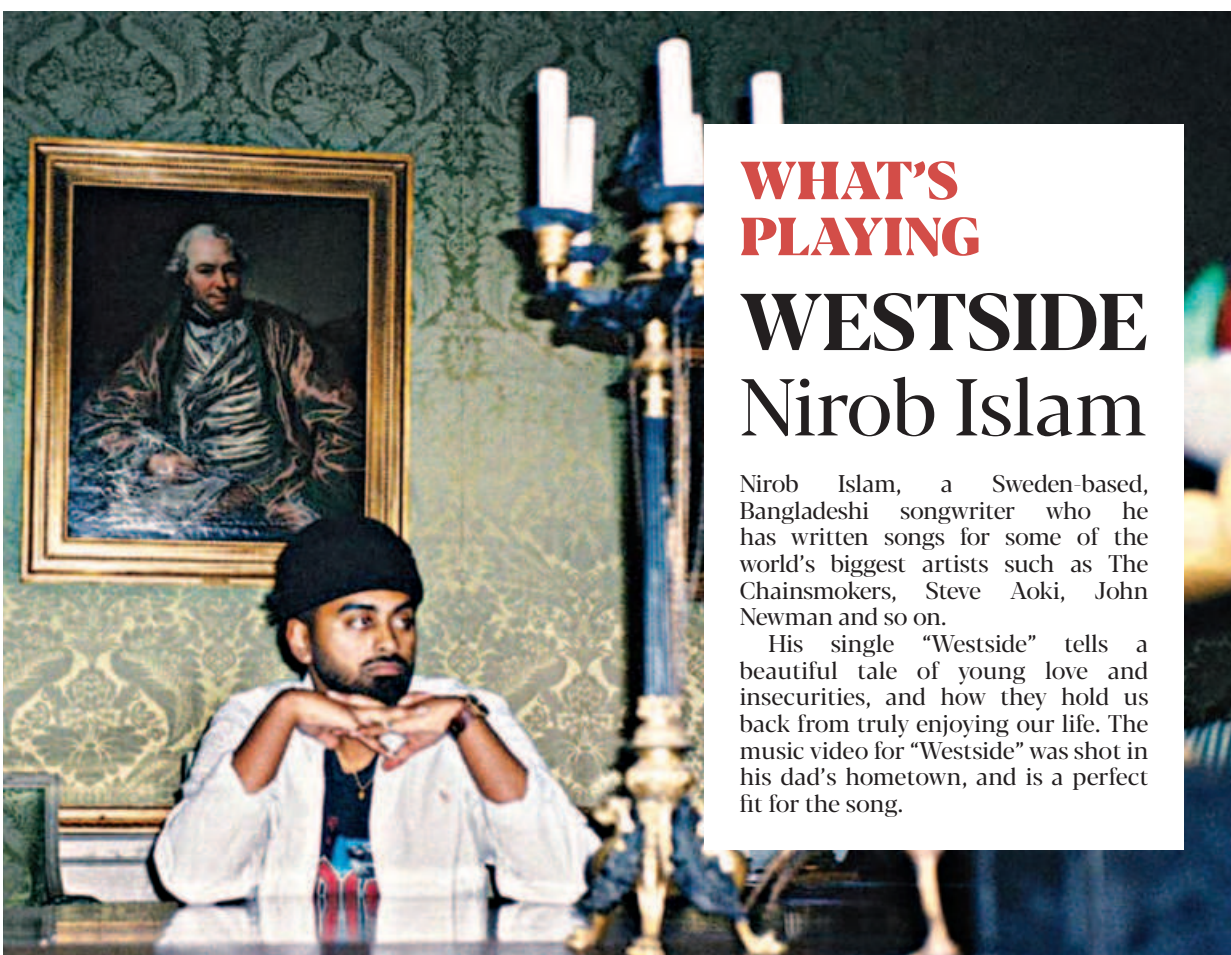 WHAT'S
PLAYING
WESTSIDE
Nirob Islam
Nirob Islam, a Sweden-based,
Bangladeshi songwriter who he
has written songs for some of the
world's biggest artists such as The
Chainsmokers, Steve Aoki, John
Newman and so on.
His single “Westside” tells a
beautiful tale of young love and
insecurities, and how they hold us
back from truly enjoying our life. The
music video for “Westside” was shot in
his dad's hometown, and is a perfect
fit for the song.